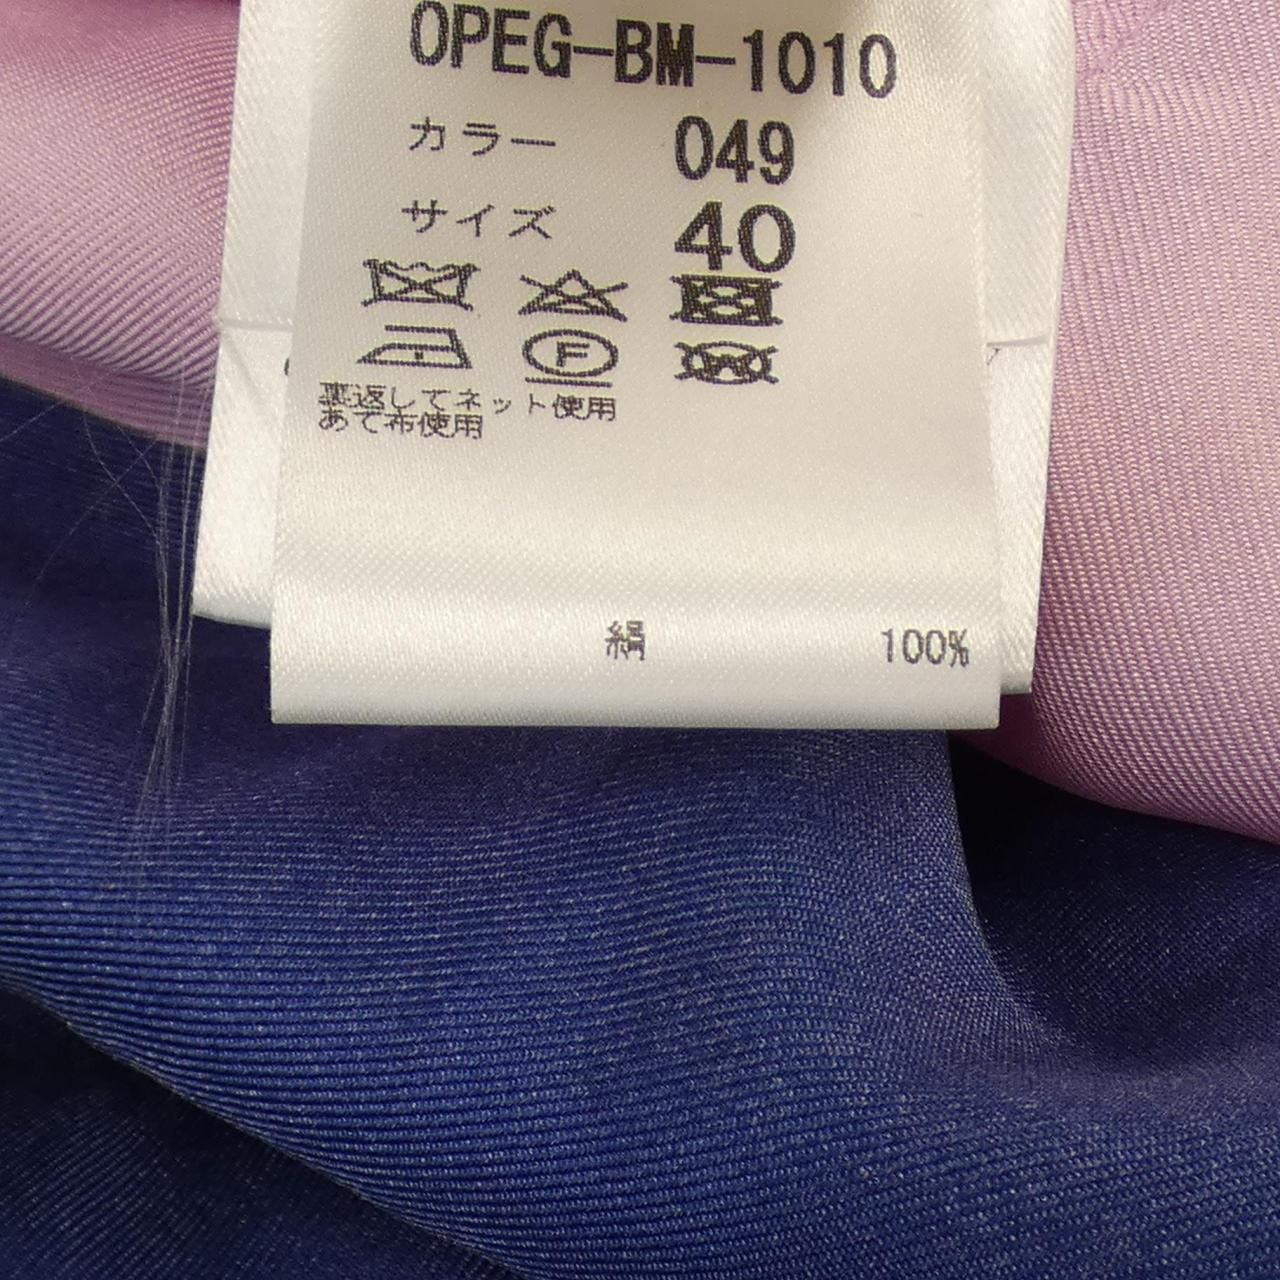 OPEG-BM-1010
カラー 049
サイズ 40
F
W
裏返してネット使用
あて布使用
絹 100%